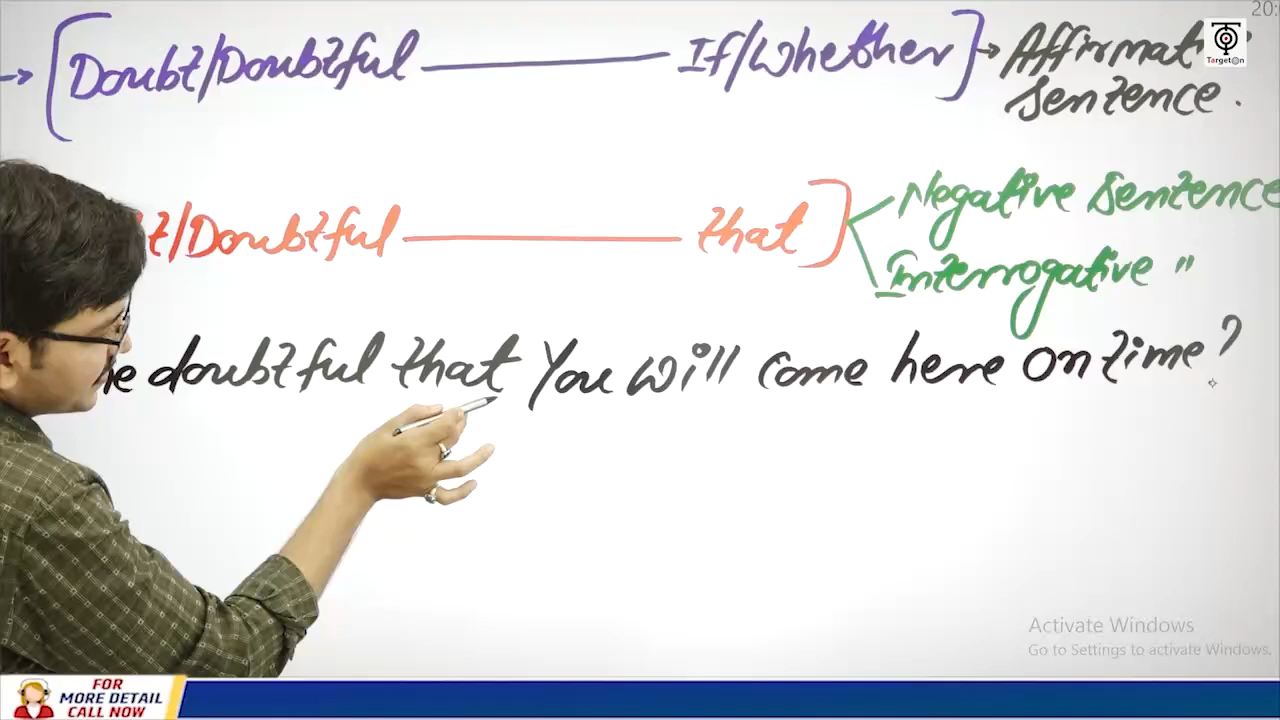 20:
Doubt/Doubtful If/Whether Affirmat
Sentence.
Target@n
t/Doubtful that Negative Sentence
Interrogative "
he doubtful that you will come here on time?
Activate Windows
Go to Settings to activate Windows.
FOR
MORE DETAIL
CALL NOW